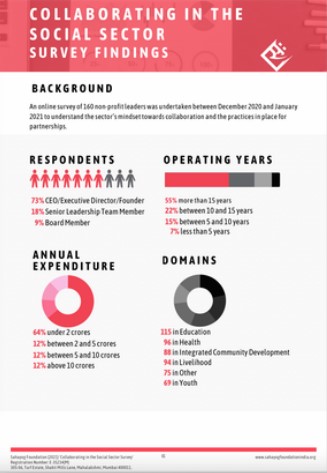 COLLABORATING IN THE
SOCIAL SECTOR
SURVEY FINDINGS
BACKGROUND
An online survey of 160 non-profit leaders was undertaken between December 2020 and January
2021 to understand the sector's mindset towards collaboration and the practices in place for
partnerships.
RESPONDENTS
73% CEO/Executive Director/Founder
18% Senior Leadership Team Member
9% Board Member
OPERATING YEARS
55% more than 15 years
22% between 10 and 15 years
15% between 5 and 10 years
7% less than 5 years
ANNUAL
EXPENDITURE
64% under 2 crores
12% between 2 and 5 crores
12% between 5 and 10 crores
12% above 10 crores
DOMAINS
115 in Education
96 in Health
88 in Integrated Community Development
94 in Livelihood
75 in Other
69 in Youth
Foundation (2021) Collaborating in the Social Sector Survey
Registration Number: